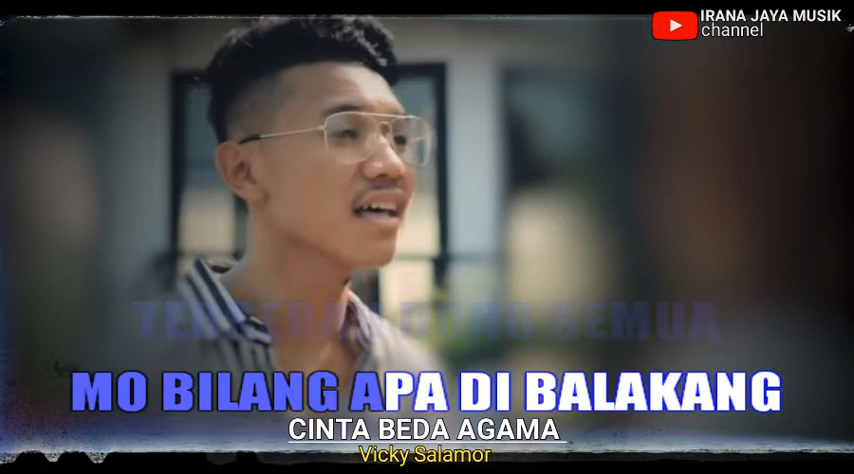 IRANA JAYA MUSIK
channel
MO BILANG APA DI BALAKANG
CINTA BEDA AGAMA
Vicky Salamor